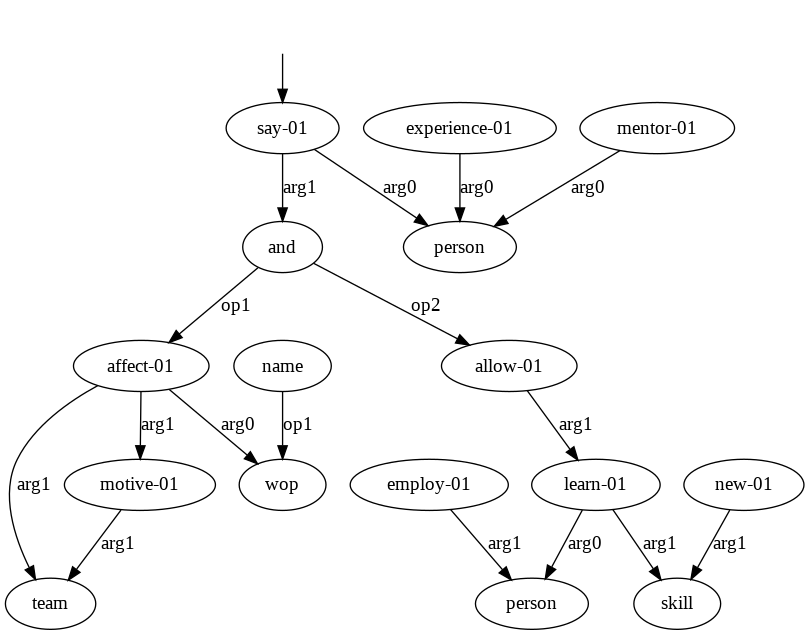 say-01 experience-01 mentor-01
arg1 arg0 arg0 arg0
and person
op1 op2
affect-01 name allow-01
arg1 arg0 op1 arg1
motive-01 wop employ-01 learn-01 new-01
arg1 arg1 arg1 arg0 arg1 arg1
team person skill